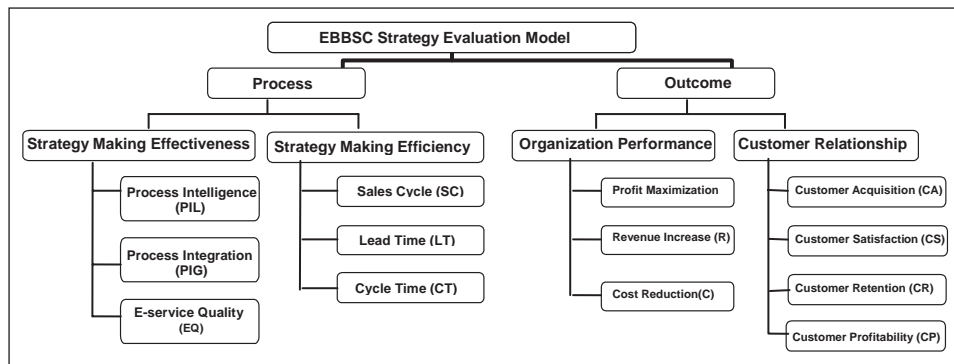 EBBSC Strategy Evaluation Model
Process
Outcome
Strategy Making Effectiveness
Strategy Making Efficiency
Organization Performance
Customer Relationship
Process Intelligence
(PIL)
Process Integration
(PIG)
E-service Quality
(EQ)
Sales Cycle (SC)
Lead Time (LT)
Cycle Time (CT)
Profit Maximization
Revenue Increase (R)
Cost Reduction(C)
Customer Acquisition (CA)
Customer Satisfaction (CS)
Customer Retention (CR)
Customer Profitability (CP)